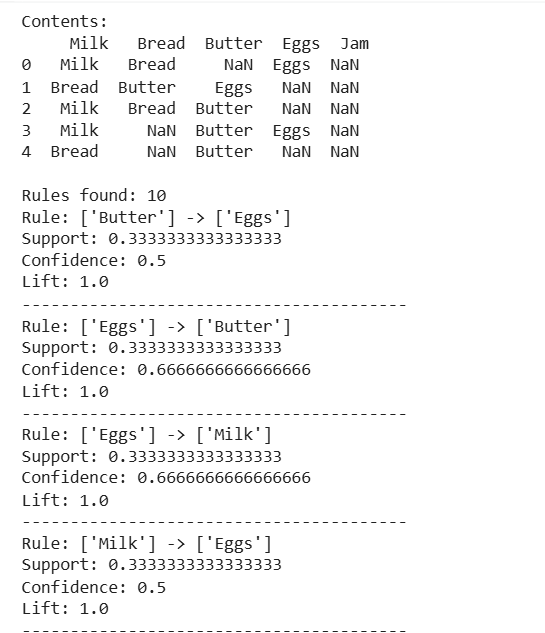 Contents:
Milk Bread Butter Eggs Jam
0 Milk Bread NaN Eggs NaN
1 Bread Butter Eggs NaN NaN
2 Milk Bread Butter NaN NaN
3 Milk NaN Butter Eggs NaN
4 Bread NaN Butter NaN NaN
Rules found: 10
Rule: ['Butter'] -> ['Eggs']
Support: 0.3333333333333333
Confidence: 0.5
Lift: 1.0
----------------------------------------
Rule: ['Eggs'] -> ['Butter']
Support: 0.3333333333333333
Confidence: 0.6666666666666666
Lift: 1.0
----------------------------------------
Rule: ['Eggs'] -> ['Milk']
Support: 0.3333333333333333
Confidence: 0.6666666666666666
Lift: 1.0
----------------------------------------
Rule: ['Milk'] -> ['Eggs']
Support: 0.3333333333333333
Confidence: 0.5
Lift: 1.0
----------------------------------------